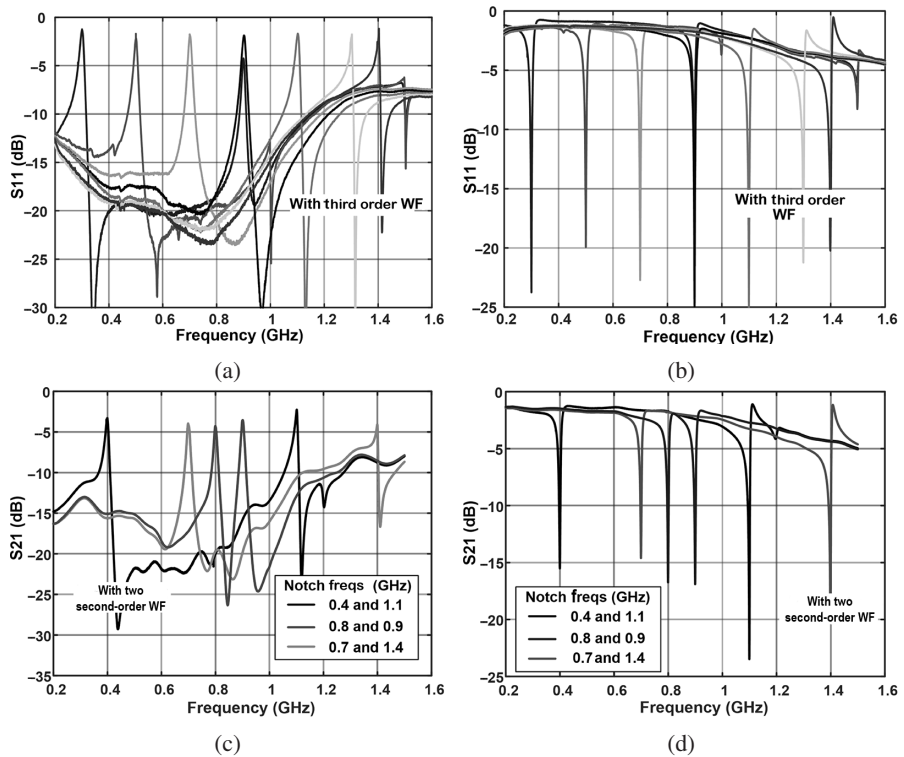 0
−5
−10
−15
−20
−25
−30
S11 (dB)
With third order
WF
0.2 0.4 0.6 0.8 1 1.2 1.4 1.6
Frequency (GHz)
(a)
0
−5
−10
−15
−20
−25
S11 (dB)
With third order
WF
0.2 0.4 0.6 0.8 1 1.2 1.4 1.6
Frequency (GHz)
(b)
0
−5
−10
−15
−20
−25
−30
−35
S21 (dB)
With two
second-order WF
Notch freqs (GHz)
0.4 and 1.1
0.8 and 0.9
0.7 and 1.4
0.2 0.4 0.6 0.8 1 1.2 1.4 1.6
Frequency (GHz)
(c)
0
−5
−10
−15
−20
−25
S21 (dB)
Notch freqs (GHz)
0.4 and 1.1
0.8 and 0.9
0.7 and 1.4
With two
second-order WF
0.2 0.4 0.6 0.8 1 1.2 1.4 1.6
Frequency (GHz)
(d)